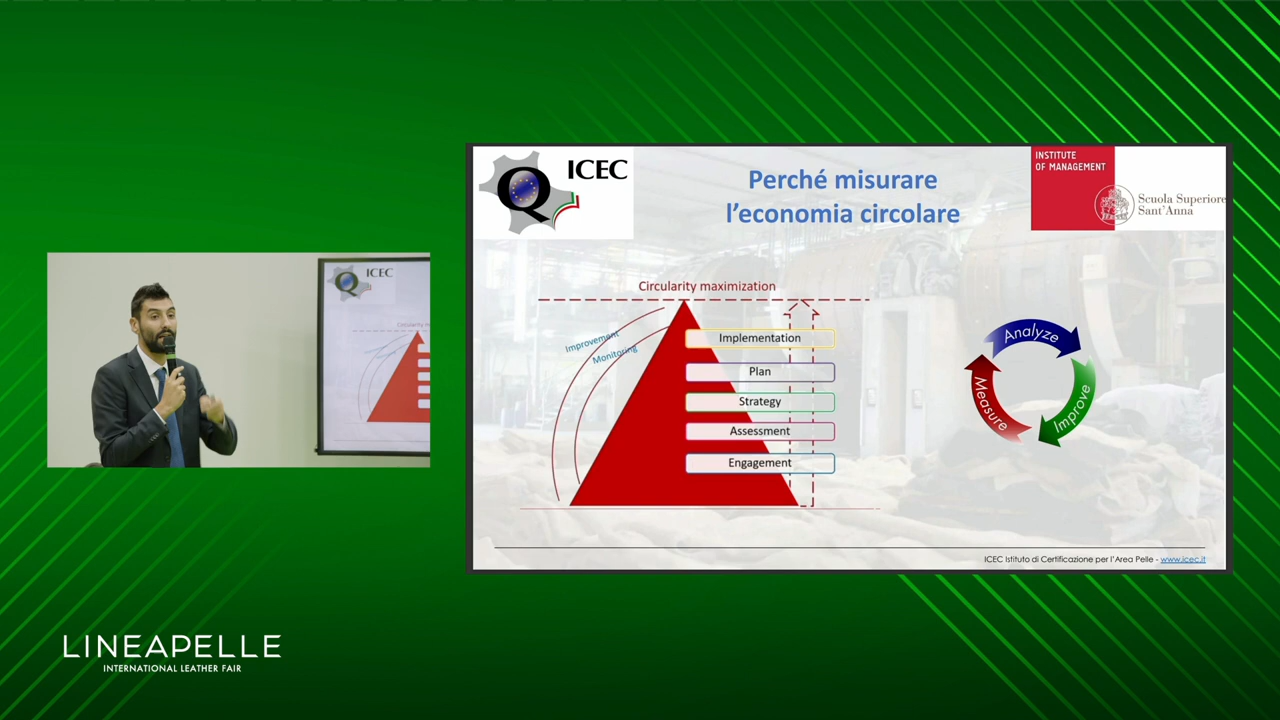 ICEC
Q
Perché misurare
l'economia circolare
INSTITUTE
OF MANAGEMENT
Scuola Superiore
Sant'Anna
Circularity maximization
Improvement
Monitoring
Implementation
Plan
Strategy
Assessment
Engagement
Analyze
Improve
Measure
ICEC Istituto di Certificazione per l'Area Pelle - www.icec.it
Q
ICEC
LINEAPELLE
INTERNATIONAL LEATHER FAIR